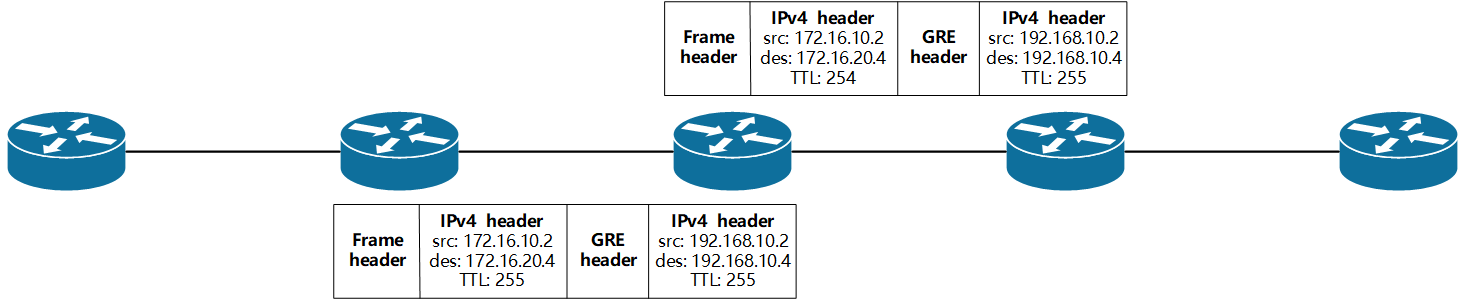 Frame
header
IPv4  header
src: 172.16.10.2
des: 172.16.20.4
TTL: 254
GRE
header
IPv4  header
src: 192.168.10.2
des: 192.168.10.4
TTL: 255
Frame
header
IPv4  header
src: 172.16.10.2
des: 172.16.20.4
TTL: 255
GRE
header
IPv4  header
src: 192.168.10.2
des: 192.168.10.4
TTL: 255